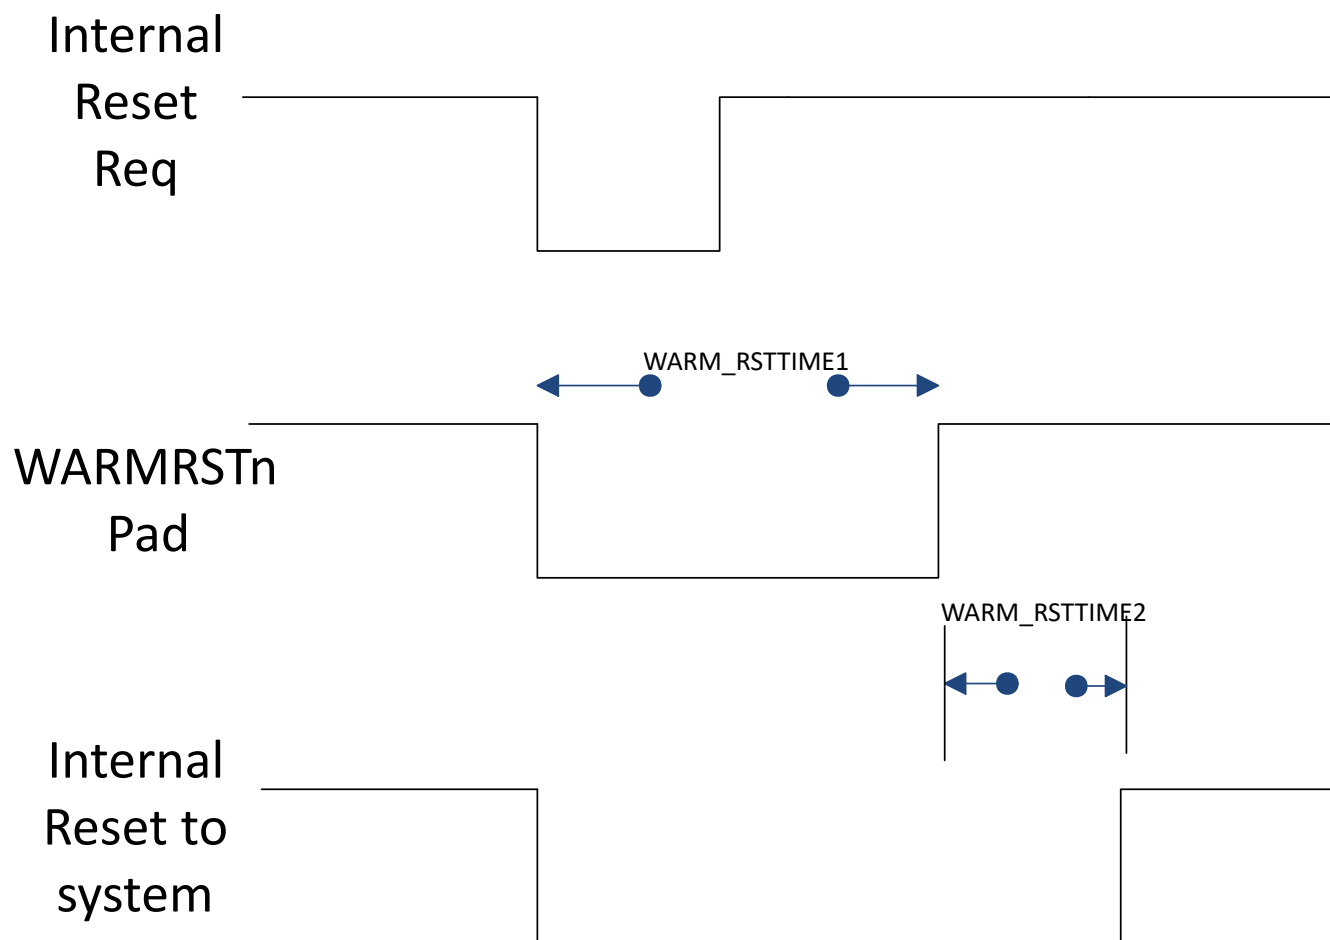 Internal
Reset
Req
WARM_RSTTIME1
WARMRSTn
Pad
WARM_RSTTIME2
Internal
Reset to
system